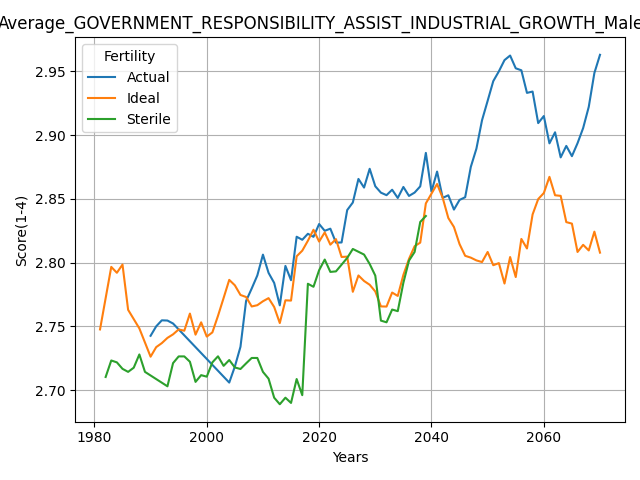 Average_GOVERNMENT_RESPONSIBILITY_ASSIST_INDUSTRIAL_GROWTH_Male
Fertility
Actual
Ideal
Sterile
2.95
2.90
2.85
2.80
2.75
2.70
Score(1-4)
1980 2000 2020 2040 2060
Years